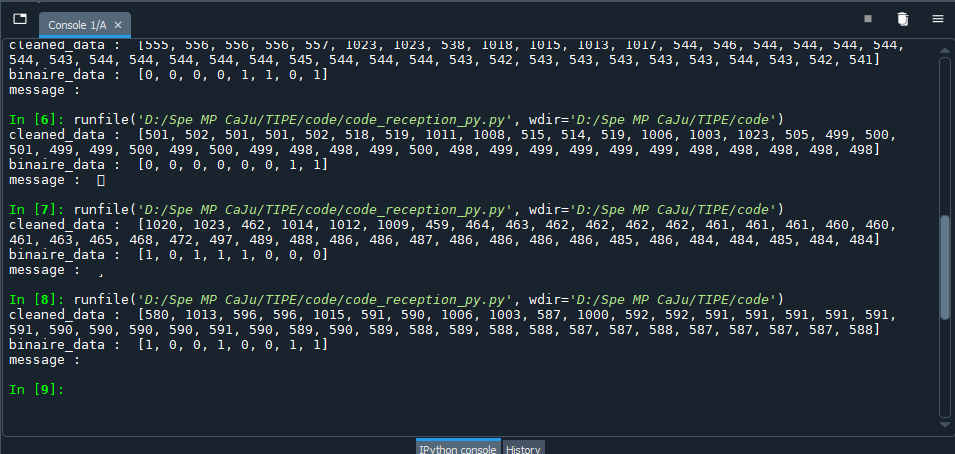 Console 1/A
cleaned_data :  [555, 556, 556, 556, 557, 1023, 1023, 538, 1018, 1015, 1013, 1017, 544, 546, 544, 544, 544, 544,
544, 543, 544, 544, 544, 544, 544, 545, 544, 544, 544, 543, 542, 543, 543, 543, 543, 543, 544, 543, 542, 541]
binaire_data :  [0, 0, 0, 0, 1, 1, 0, 1]
message :
In [6]: runfile('D:/Spe MP CaJu/TIPE/code/code_reception_py.py', wdir='D:/Spe MP CaJu/TIPE/code')
cleaned_data :  [501, 502, 501, 501, 502, 518, 519, 1011, 1008, 515, 514, 519, 1006, 1003, 1023, 505, 499, 500,
501, 499, 499, 500, 499, 500, 499, 498, 498, 499, 500, 498, 499, 499, 499, 499, 499, 498, 498, 498, 498, 498]
binaire_data :  [0, 0, 0, 0, 0, 0, 1, 1]
message :
In [7]: runfile('D:/Spe MP CaJu/TIPE/code/code_reception_py.py', wdir='D:/Spe MP CaJu/TIPE/code')
cleaned_data :  [1020, 1023, 462, 1014, 1012, 1009, 459, 464, 463, 462, 462, 462, 462, 461, 461, 461, 460, 460,
461, 463, 465, 468, 472, 497, 489, 488, 486, 486, 487, 486, 486, 486, 486, 485, 486, 484, 484, 485, 484, 484]
binaire_data :  [1, 0, 1, 1, 1, 0, 0, 0]
message :  ¸
In [8]: runfile('D:/Spe MP CaJu/TIPE/code/code_reception_py.py', wdir='D:/Spe MP CaJu/TIPE/code')
cleaned_data :  [580, 1013, 596, 596, 1015, 591, 590, 1006, 1003, 587, 1000, 592, 592, 591, 591, 591, 591, 591,
591, 590, 590, 590, 590, 591, 590, 589, 590, 589, 588, 589, 588, 588, 587, 587, 588, 587, 587, 587, 587, 588]
binaire_data :  [1, 0, 0, 1, 0, 0, 1, 1]
message :
In [9]:
IPython console History